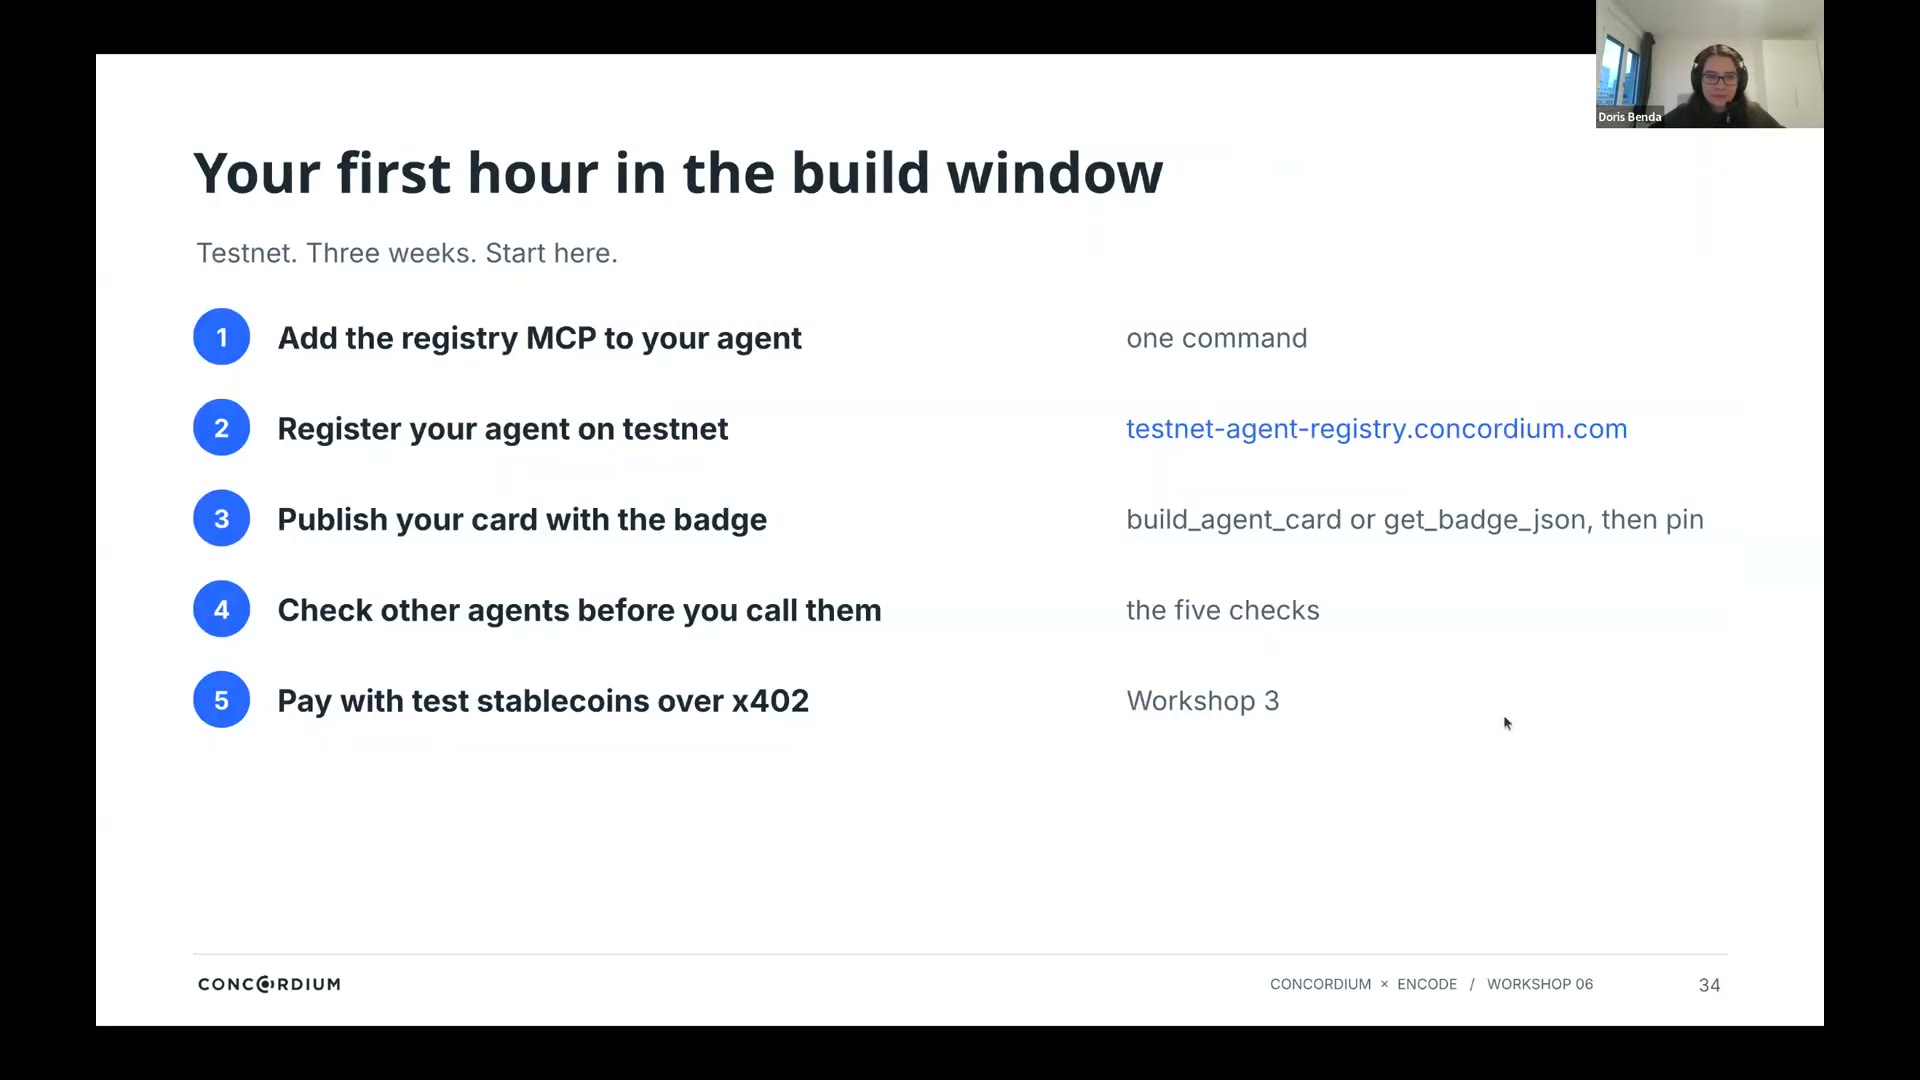 Doris Benda
Your first hour in the build window
Testnet. Three weeks. Start here.
1 Add the registry MCP to your agent one command
2 Register your agent on testnet testnet-agent-registry.concordium.com
3 Publish your card with the badge build_agent_card or get_badge_json, then pin
4 Check other agents before you call them the five checks
5 Pay with test stablecoins over x402 Workshop 3
CONCORDIUM CONCORDIUM × ENCODE / WORKSHOP 06 34